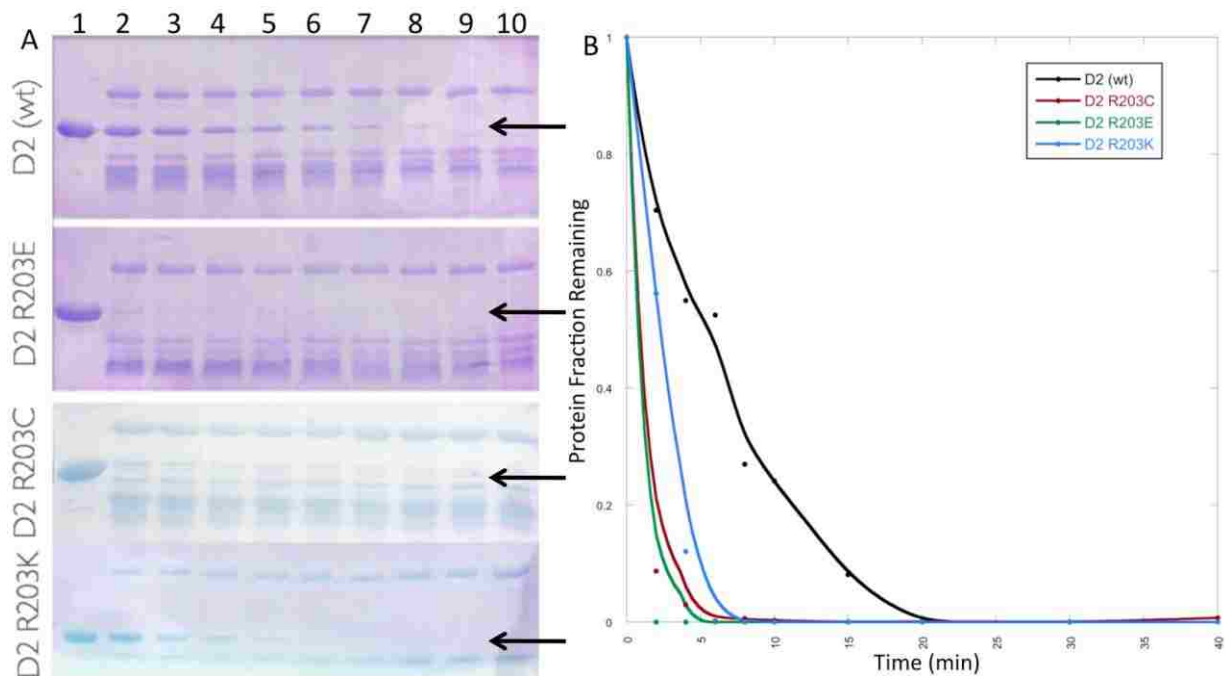 A
1 2 3 4 5 6 7 8 9 10
D2 (wt)
D2 R203E
D2 R203C
D2 R203K
B
Protein Fraction Remaining
1
0.8
0.6
0.4
0.2
0
0 5 10 15 20 25 30 35 40
Time (min)
D2 (wt)
D2 R203C
D2 R203E
D2 R203K